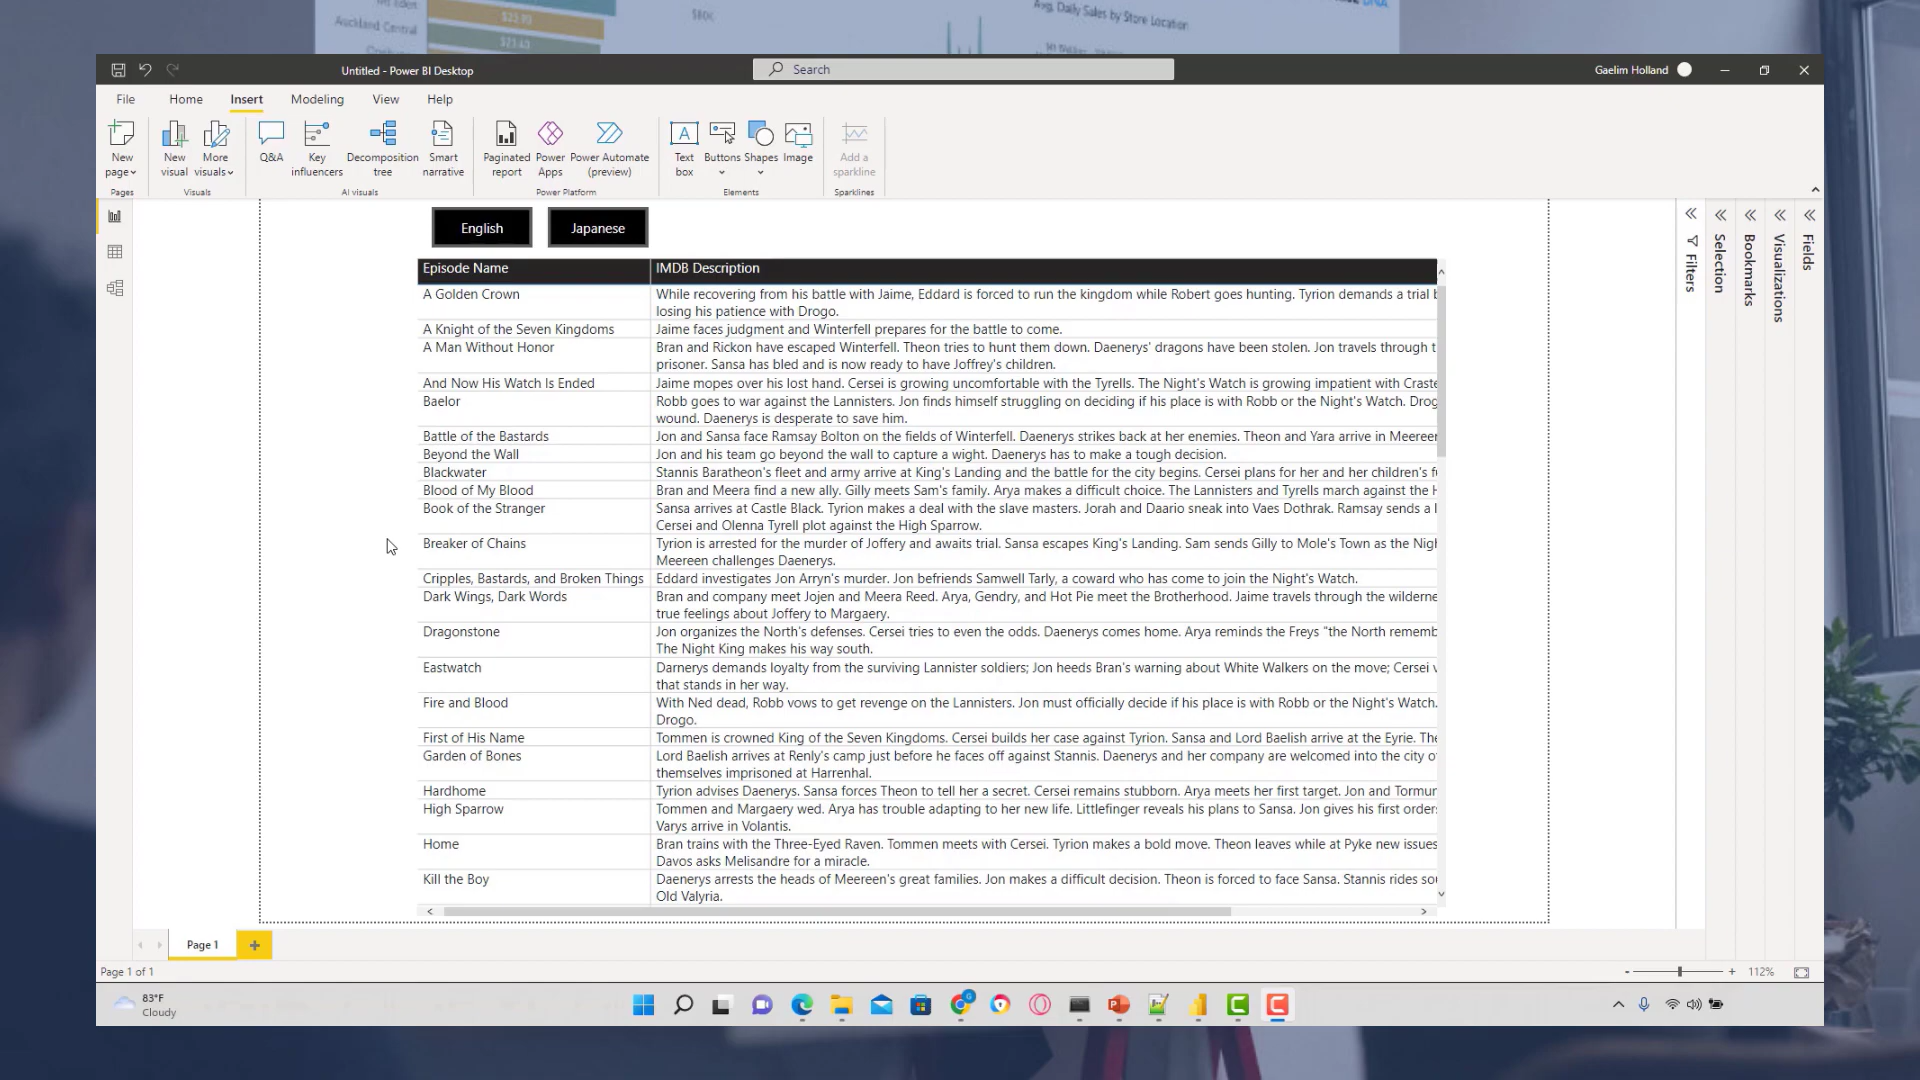 Auckland Central
$23.93
$23.63
$80K
Avg. Daily Sales by Store Location
DNA
Untitled - Power BI Desktop
Search
Gaelim Holland
File
Home
Insert
Modeling
View
Help
New page
New visual
More visuals
Q&A
Key influencers
Decomposition tree
Smart narrative
Paginated report
Power Apps
Power Automate (preview)
Text box
Buttons
Shapes
Image
Add a sparkline
Pages
Visuals
AI visuals
Power Platform
Elements
Sparklines
English
Japanese
Filters
Selection
Bookmarks
Visualizations
Fields
Episode Name
IMDB Description
A Golden Crown
While recovering from his battle with Jaime, Eddard is forced to run the kingdom while Robert goes hunting. Tyrion demands a trial b
losing his patience with Drogo.
A Knight of the Seven Kingdoms
Jaime faces judgment and Winterfell prepares for the battle to come.
A Man Without Honor
Bran and Rickon have escaped Winterfell. Theon tries to hunt them down. Daenerys' dragons have been stolen. Jon travels through t
prisoner. Sansa has bled and is now ready to have Joffrey's children.
And Now His Watch Is Ended
Jaime mopes over his lost hand. Cersei is growing uncomfortable with the Tyrells. The Night's Watch is growing impatient with Craste
Baelor
Robb goes to war against the Lannisters. Jon finds himself struggling on deciding if his place is with Robb or the Night's Watch. Drog
wound. Daenerys is desperate to save him.
Battle of the Bastards
Jon and Sansa face Ramsay Bolton on the fields of Winterfell. Daenerys strikes back at her enemies. Theon and Yara arrive in Meereen
Beyond the Wall
Jon and his team go beyond the wall to capture a wight. Daenerys has to make a tough decision.
Blackwater
Stannis Baratheon's fleet and army arrive at King's Landing and the battle for the city begins. Cersei plans for her and her children's f
Blood of My Blood
Bran and Meera find a new ally. Gilly meets Sam's family. Arya makes a difficult choice. The Lannisters and Tyrells march against the H
Book of the Stranger
Sansa arrives at Castle Black. Tyrion makes a deal with the slave masters. Jorah and Daario sneak into Vaes Dothrak. Ramsay sends a l
Cersei and Olenna Tyrell plot against the High Sparrow.
Breaker of Chains
Tyrion is arrested for the murder of Joffery and awaits trial. Sansa escapes King's Landing. Sam sends Gilly to Mole's Town as the Nigh
Meereen challenges Daenerys.
Cripples, Bastards, and Broken Things
Eddard investigates Jon Arryn's murder. Jon befriends Samwell Tarly, a coward who has come to join the Night's Watch.
Dark Wings, Dark Words
Bran and company meet Jojen and Meera Reed. Arya, Gendry, and Hot Pie meet the Brotherhood. Jaime travels through the wilderne
true feelings about Joffery to Margaery.
Dragonstone
Jon organizes the North's defenses. Cersei tries to even the odds. Daenerys comes home. Arya reminds the Freys "the North rememb
The Night King makes his way south.
Eastwatch
Darnerys demands loyalty from the surviving Lannister soldiers; Jon heeds Bran's warning about White Walkers on the move; Cersei v
that stands in her way.
Fire and Blood
With Ned dead, Robb vows to get revenge on the Lannisters. Jon must officially decide if his place is with Robb or the Night's Watch.
Drogo.
First of His Name
Tommen is crowned King of the Seven Kingdoms. Cersei builds her case against Tyrion. Sansa and Lord Baelish arrive at the Eyrie. The
Garden of Bones
Lord Baelish arrives at Renly's camp just before he faces off against Stannis. Daenerys and her company are welcomed into the city o
themselves imprisoned at Harrenhal.
Hardhome
Tyrion advises Daenerys. Sansa forces Theon to tell her a secret. Cersei remains stubborn. Arya meets her first target. Jon and Tormun
High Sparrow
Tommen and Margaery wed. Arya has trouble adapting to her new life. Littlefinger reveals his plans to Sansa. Jon gives his first order
Varys arrive in Volantis.
Home
Bran trains with the Three-Eyed Raven. Tommen meets with Cersei. Tyrion makes a bold move. Theon leaves while at Pyke new issues
Davos asks Melisandre for a miracle.
Kill the Boy
Daenerys arrests the heads of Meereen's great families. Jon makes a difficult decision. Theon is forced to face Sansa. Stannis rides so
Old Valyria.
Page 1
Page 1 of 1
112%
83°F
Cloudy